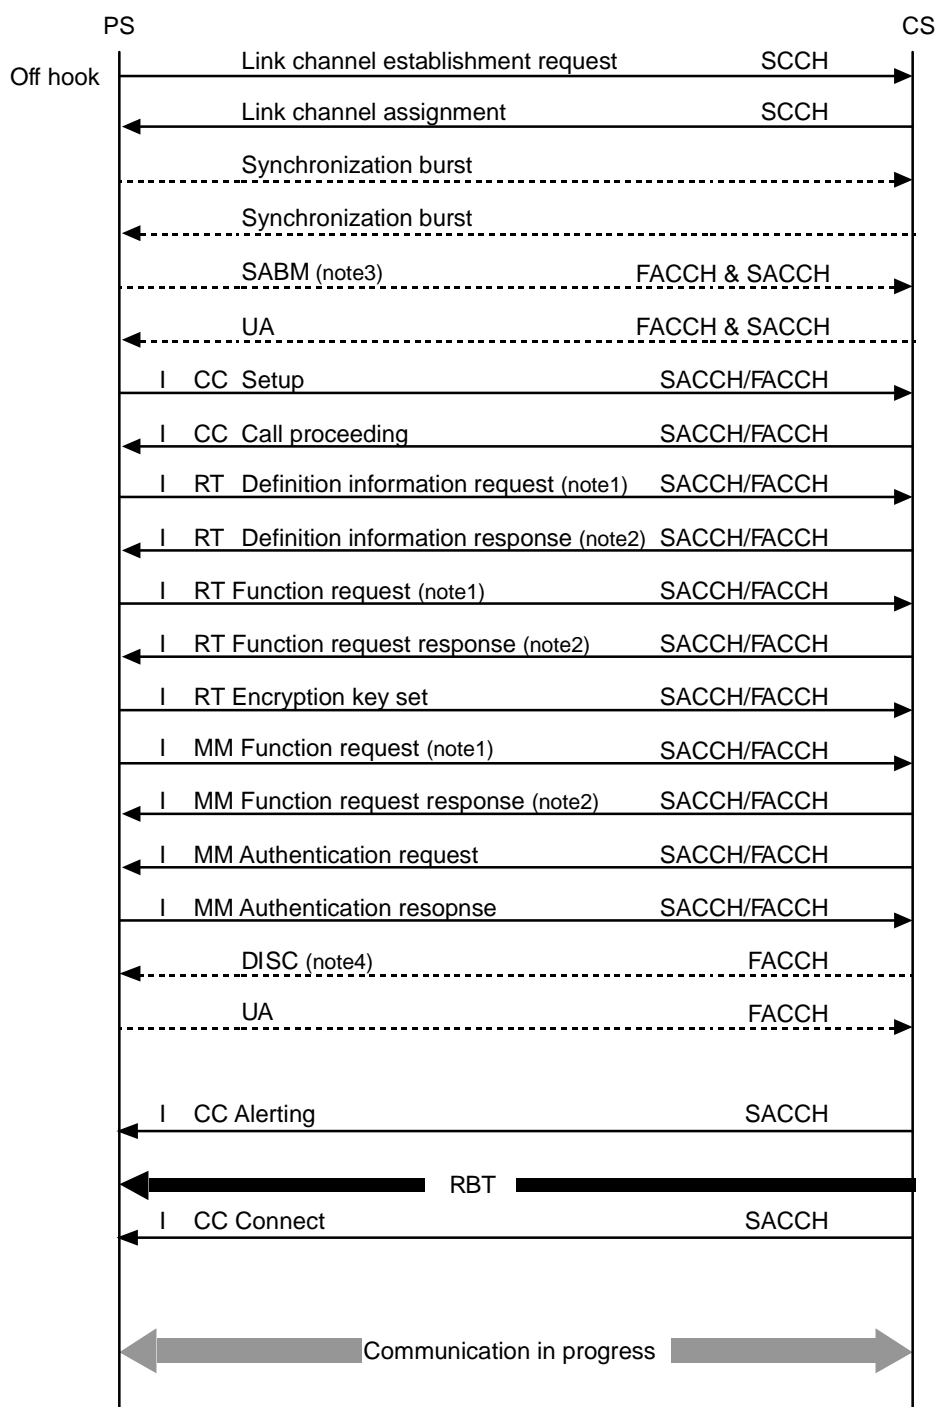 PS CS
Off hook Link channel establishment request SCCH
Link channel assignment SCCH
Synchronization burst
Synchronization burst
SABM (note3) FACCH & SACCH
UA FACCH & SACCH
I CC Setup SACCH/FACCH
I CC Call proceeding SACCH/FACCH
I RT Definition information request (note1) SACCH/FACCH
I RT Definition information response (note2) SACCH/FACCH
I RT Function request (note1) SACCH/FACCH
I RT Function request response (note2) SACCH/FACCH
I RT Encryption key set SACCH/FACCH
I MM Function request (note1) SACCH/FACCH
I MM Function request response (note2) SACCH/FACCH
I MM Authentication request SACCH/FACCH
I MM Authentication resopnse SACCH/FACCH
DISC (note4) FACCH
UA FACCH
I CC Alerting SACCH
RBT
I CC Connect SACCH
Communication in progress